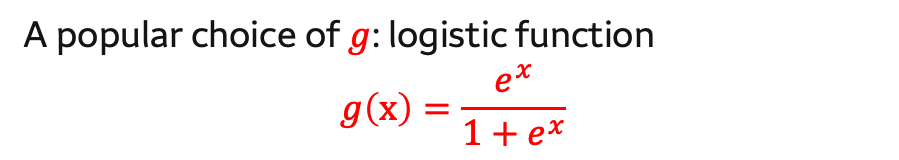 A popular choice of g: logistic function
g(x) = e^x / (1 + e^x)